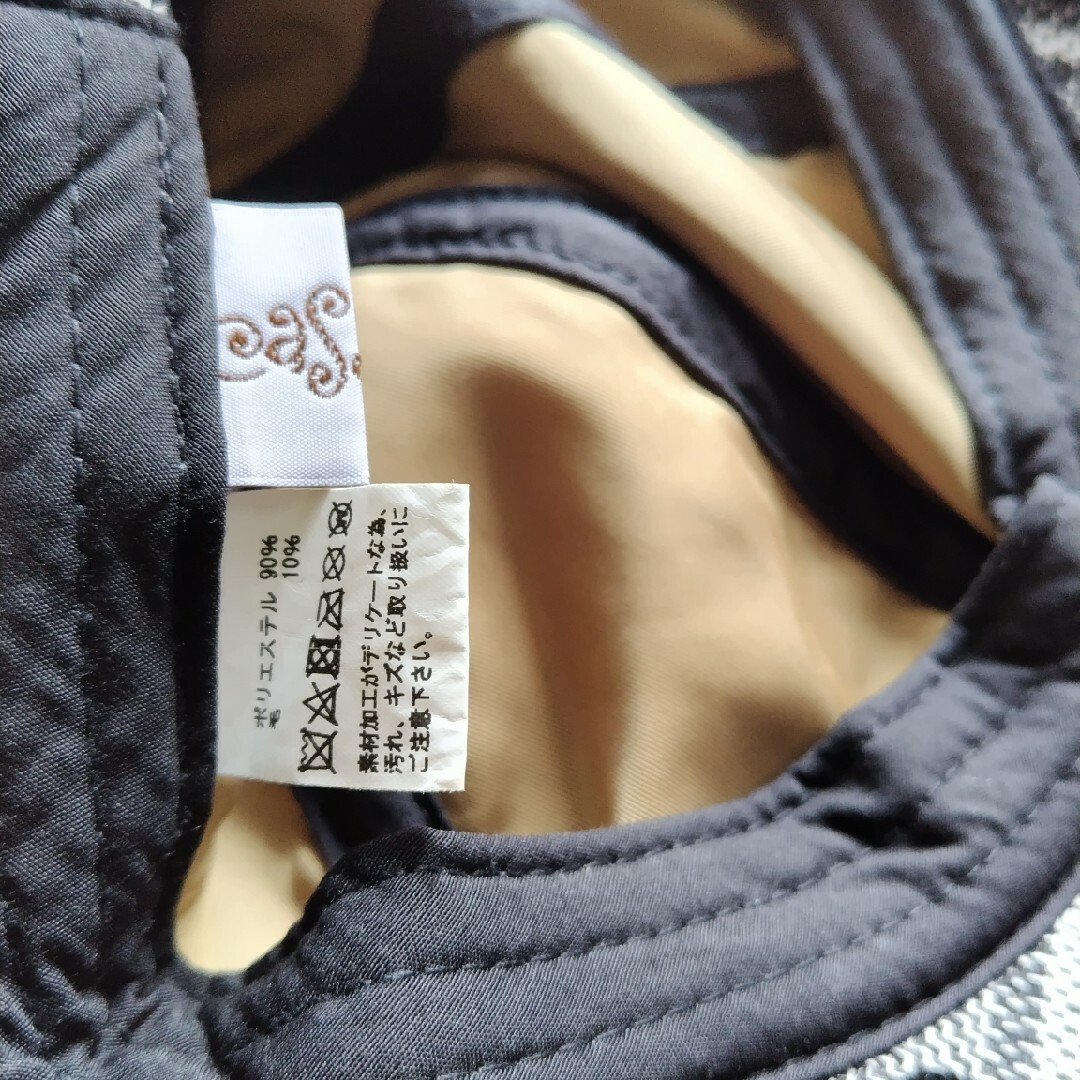 ポリエステル 90%
毛 10%
素材加工がデリケートな為、
汚れ、キズなど取り扱いに
ご注意下さい。